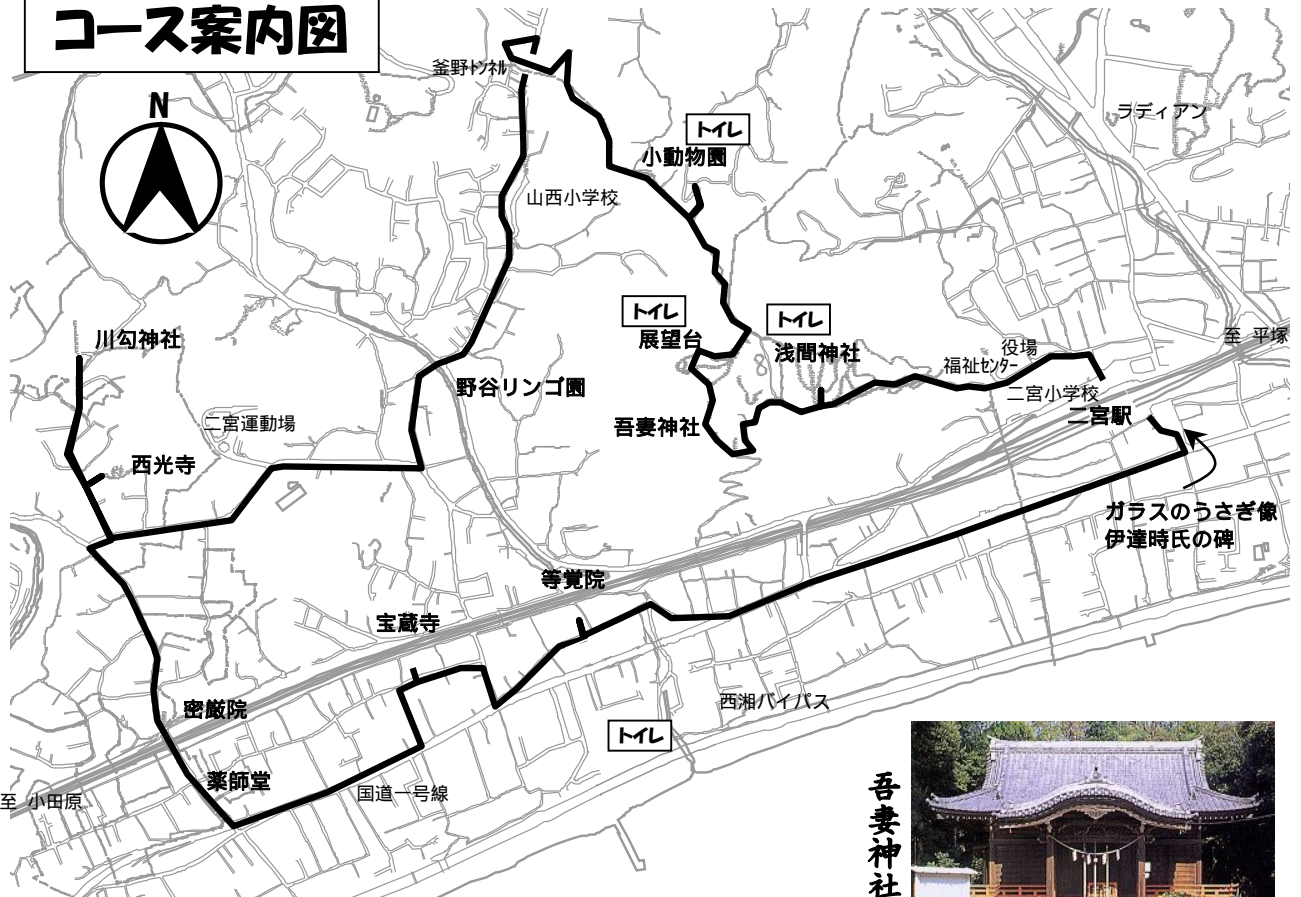 コース案内図
N
釜野トンネル
ラディアン
トイレ
小動物園
山西小学校
トイレ
展望台
トイレ
浅間神社
川勾神社
至 平塚
役場
福祉センター
二宮小学校
二宮駅
野谷リンゴ園
吾妻神社
二宮運動場
西光寺
ガラスのうさぎ像
伊達時氏の碑
等覚院
宝蔵寺
密厳院
西湘バイパス
トイレ
薬師堂
国道一号線
至 小田原
吾妻神社